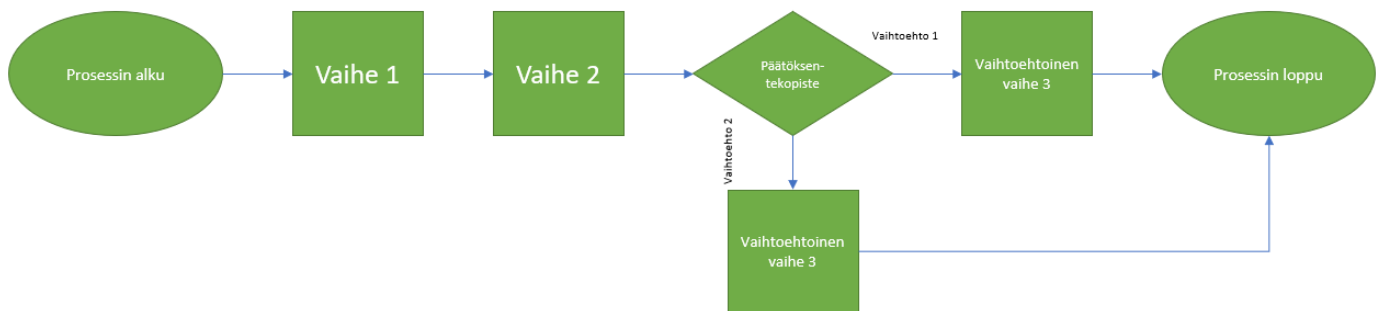 Prosessin alku
Vaihe 1
Vaihe 2
Päätöksen-
tekopiste
Vaihtoehto 1
Vaihtoehtoinen
vaihe 3
Prosessin loppu
Vaihtoehto 2
Vaihtoehtoinen
vaihe 3